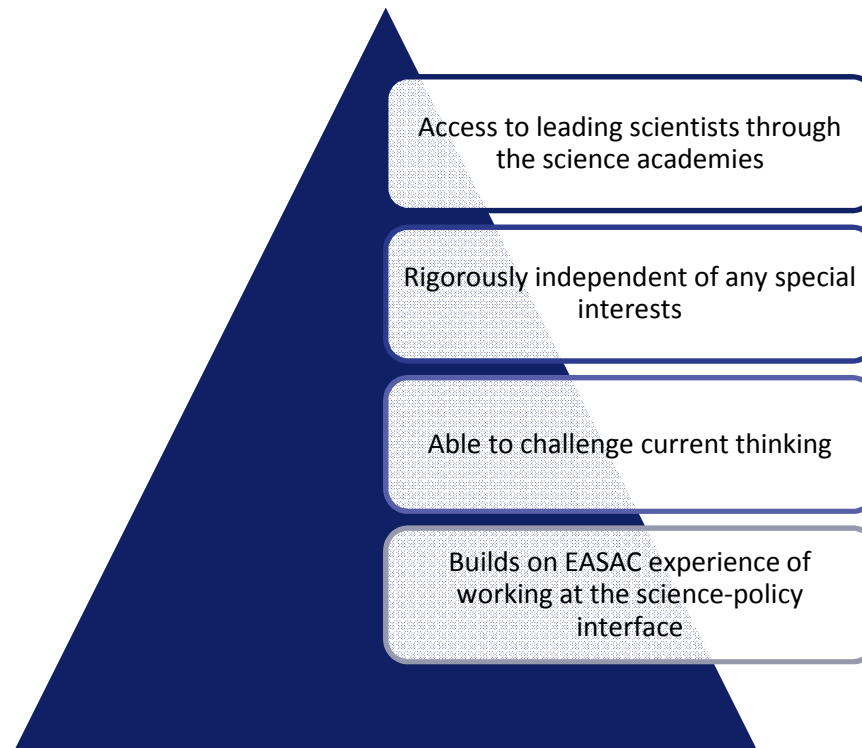 Access to leading scientists through
the science academies
Rigorously independent of any special
interests
Able to challenge current thinking
Builds on EASAC experience of
working at the science-policy
interface